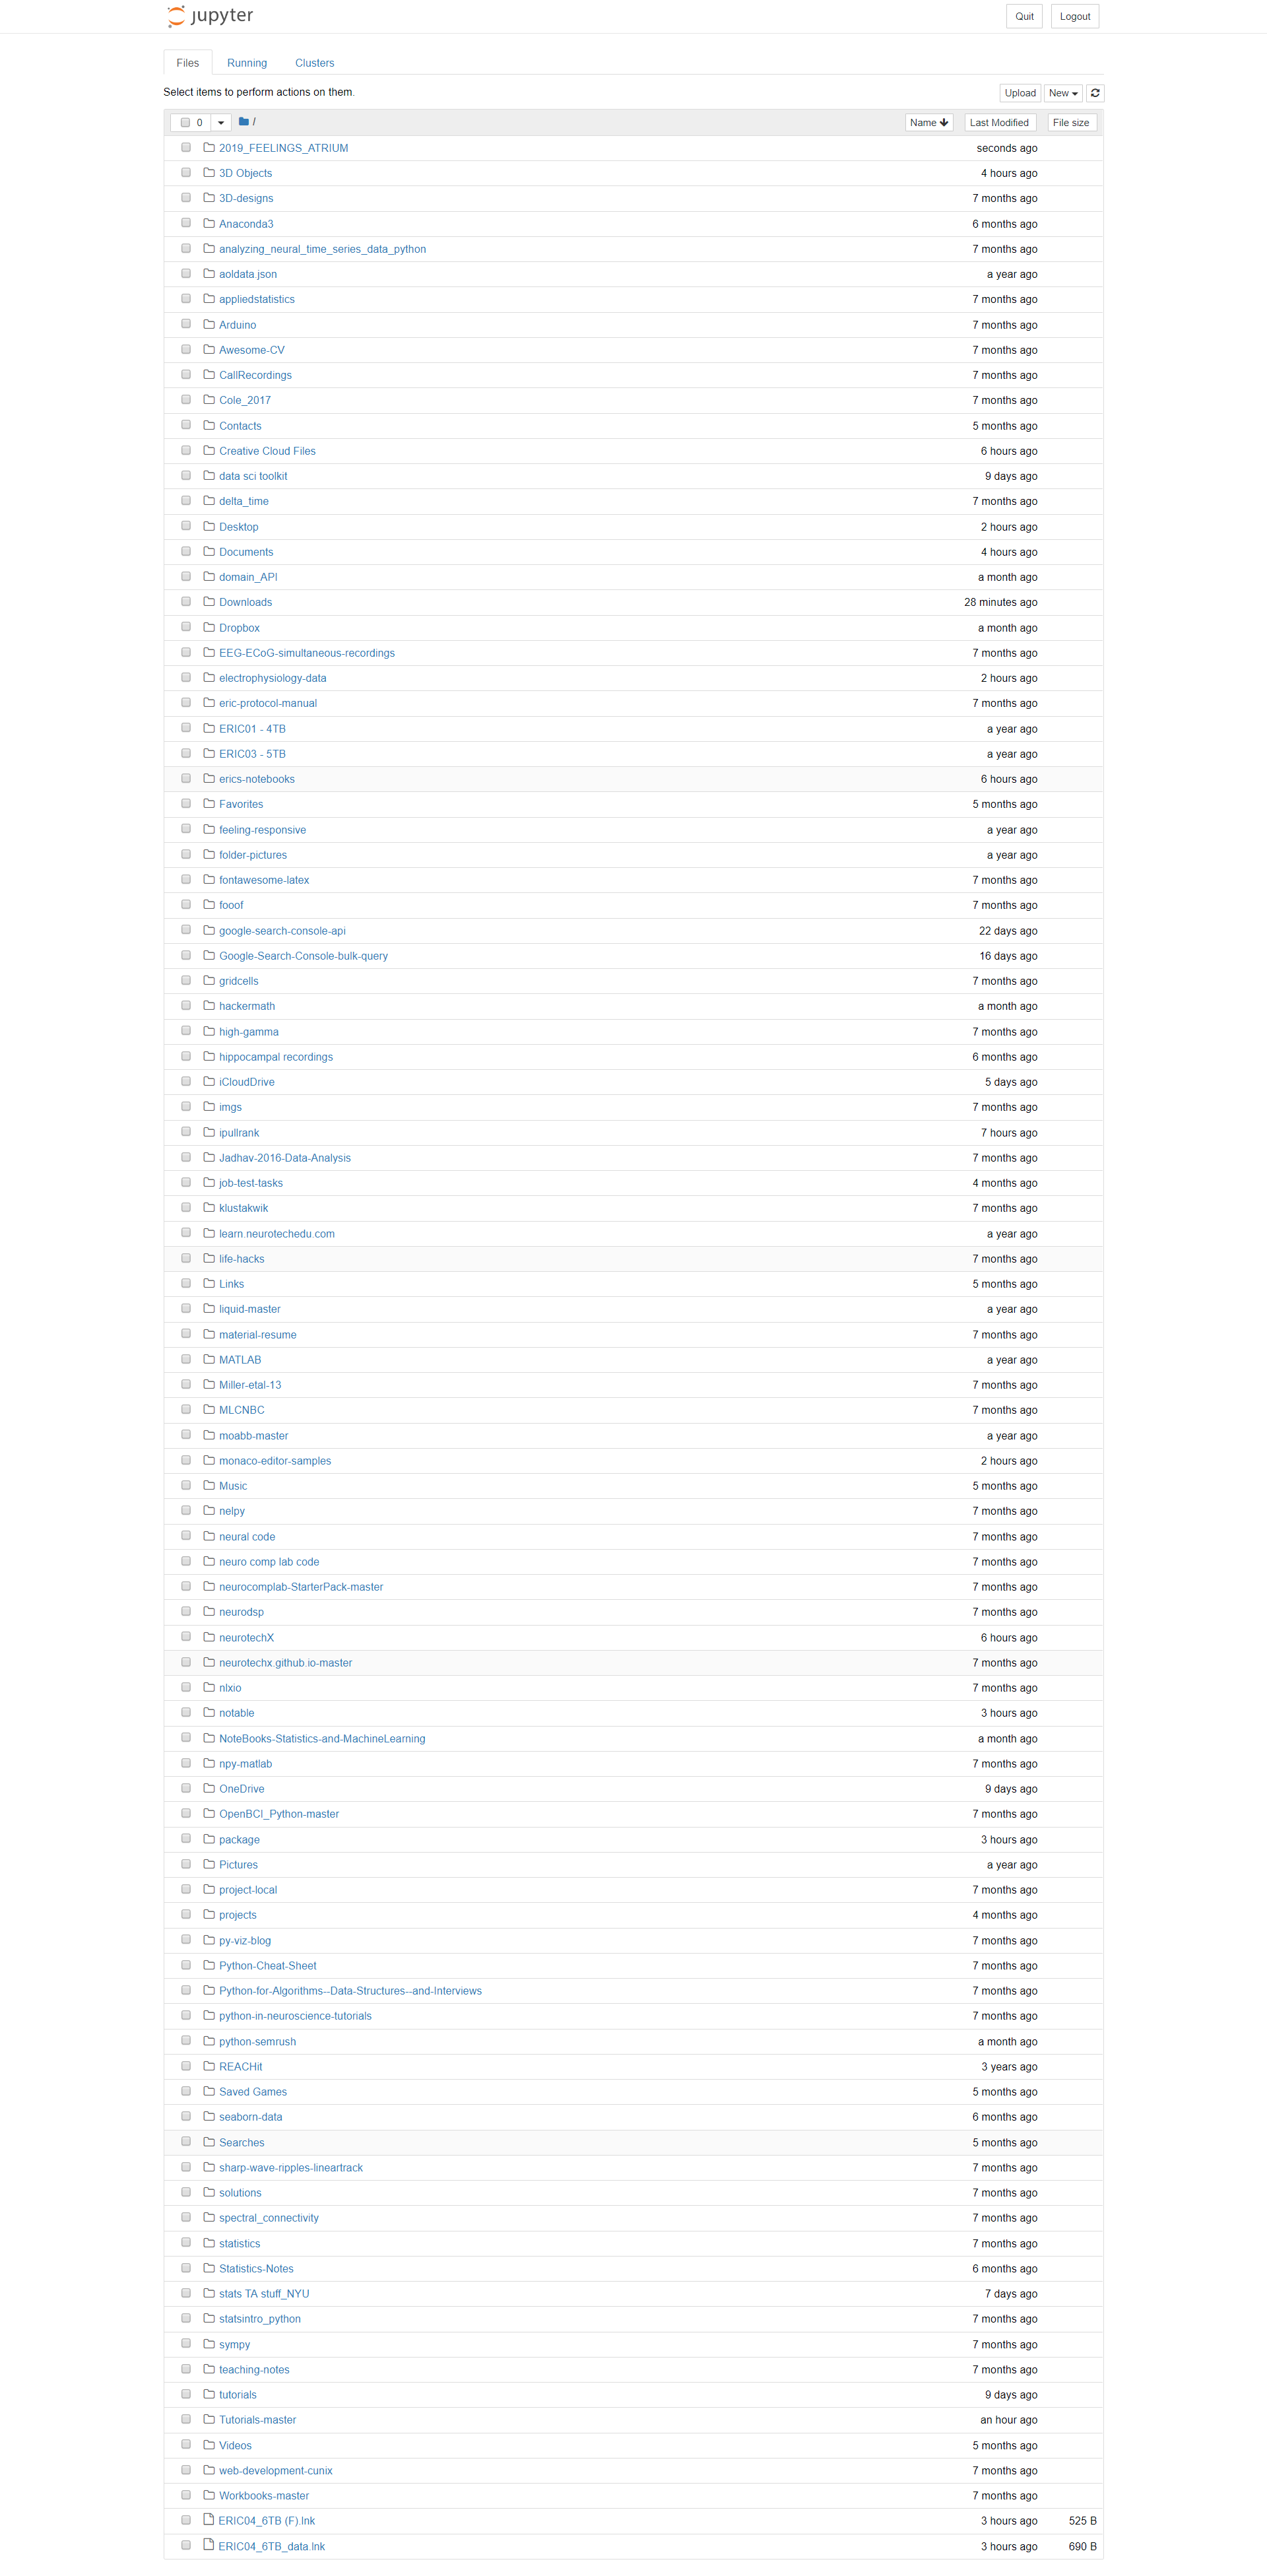 jupyter Quit Logout
Files Running Clusters
Select items to perform actions on them. Upload New
0 / Name Last Modified File size
2019_FEELINGS_ATRIUM seconds ago
3D Objects 4 hours ago
3D-designs 7 months ago
Anaconda3 6 months ago
analyzing_neural_time_series_data_python 7 months ago
aoldata.json a year ago
appliedstatistics 7 months ago
Arduino 7 months ago
Awesome-CV 7 months ago
CallRecordings 7 months ago
Cole_2017 7 months ago
Contacts 5 months ago
Creative Cloud Files 6 hours ago
data sci toolkit 9 days ago
delta_time 7 months ago
Desktop 2 hours ago
Documents 4 hours ago
domain_API a month ago
Downloads 28 minutes ago
Dropbox a month ago
EEG-ECoG-simultaneous-recordings 7 months ago
electrophysiology-data 2 hours ago
eric-protocol-manual 7 months ago
ERIC01 - 4TB a year ago
ERIC03 - 5TB a year ago
erics-notebooks 6 hours ago
Favorites 5 months ago
feeling-responsive a year ago
folder-pictures a year ago
fontawesome-latex 7 months ago
fooof 7 months ago
google-search-console-api 22 days ago
Google-Search-Console-bulk-query 16 days ago
gridcells 7 months ago
hackermath a month ago
high-gamma 7 months ago
hippocampal recordings 6 months ago
iCloudDrive 5 days ago
imgs 7 months ago
ipullrank 7 hours ago
Jadhav-2016-Data-Analysis 7 months ago
job-test-tasks 4 months ago
klustakwik 7 months ago
learn.neurotechedu.com a year ago
life-hacks 7 months ago
Links 5 months ago
liquid-master a year ago
material-resume 7 months ago
MATLAB a year ago
Miller-etal-13 7 months ago
MLCNBC 7 months ago
moabb-master a year ago
monaco-editor-samples 2 hours ago
Music 5 months ago
nelpy 7 months ago
neural code 7 months ago
neuro comp lab code 7 months ago
neurocomplab-StarterPack-master 7 months ago
neurodsp 7 months ago
neurotechX 6 hours ago
neurotechx.github.io-master 7 months ago
nlxio 7 months ago
notable 3 hours ago
NoteBooks-Statistics-and-MachineLearning a month ago
npy-matlab 7 months ago
OneDrive 9 days ago
OpenBCI_Python-master 7 months ago
package 3 hours ago
Pictures a year ago
project-local 7 months ago
projects 4 months ago
py-viz-blog 7 months ago
Python-Cheat-Sheet 7 months ago
Python-for-Algorithms--Data-Structures--and-Interviews 7 months ago
python-in-neuroscience-tutorials 7 months ago
python-semrush a month ago
REACHit 3 years ago
Saved Games 5 months ago
seaborn-data 6 months ago
Searches 5 months ago
sharp-wave-ripples-lineartrack 7 months ago
solutions 7 months ago
spectral_connectivity 7 months ago
statistics 7 months ago
Statistics-Notes 6 months ago
stats TA stuff_NYU 7 days ago
statsintro_python 7 months ago
sympy 7 months ago
teaching-notes 7 months ago
tutorials 9 days ago
Tutorials-master an hour ago
Videos 5 months ago
web-development-cunix 7 months ago
Workbooks-master 7 months ago
ERIC04_6TB (F).lnk 3 hours ago 525 B
ERIC04_6TB_data.lnk 3 hours ago 690 B